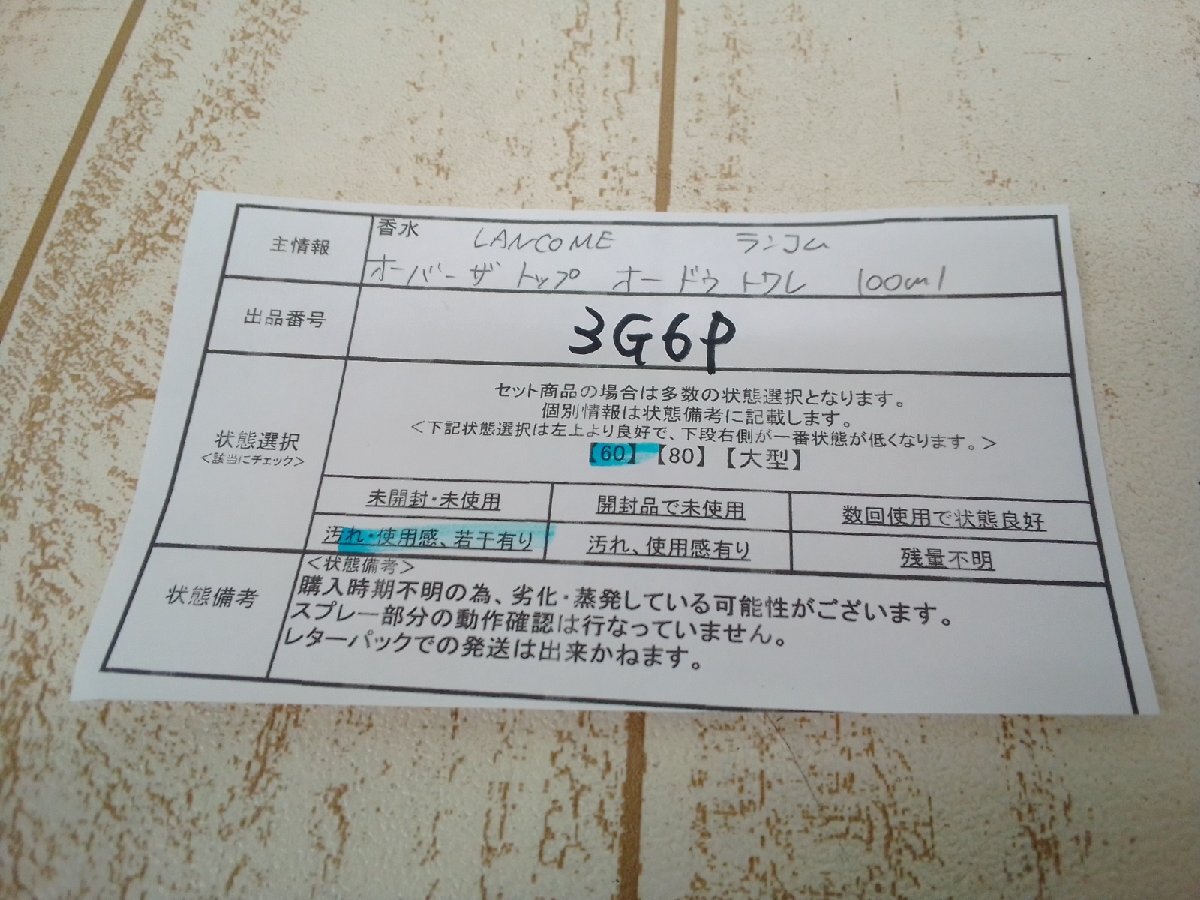 主情報
香水 LANCOME ランコム
オーバーザトップ オードゥトワレ 100ml
出品番号
3G6P
状態選択
<該当にチェック>
セット商品の場合は多数の状態選択となります。
個別情報は状態備考に記載します。
<下記状態選択は左上より良好で、下段右側が一番状態が低くなります。>
【60】【80】【大型】
未開封・未使用 開封品で未使用 数回使用で状態良好
汚れ・使用感、若干有り 汚れ、使用感有り 残量不明
状態備考
<状態備考>
購入時期不明の為、劣化・蒸発している可能性がございます。
スプレー部分の動作確認は行なっていません。
レターパックでの発送は出来かねます。